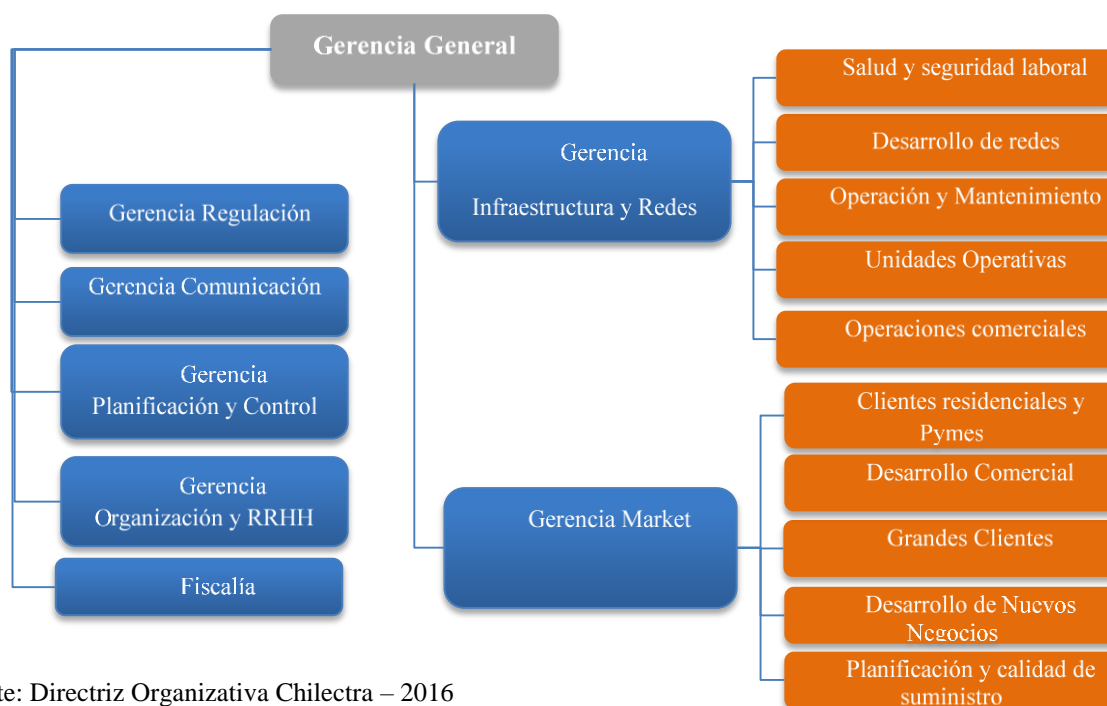 Gerencia General
Gerencia Regulación
Gerencia Comunicación
Gerencia
Planificación y Control
Gerencia
Organización y RRHH
Fiscalía
Gerencia
Infraestructura y Redes
Salud y seguridad laboral
Desarrollo de redes
Operación y Mantenimiento
Unidades Operativas
Operaciones comerciales
Gerencia Market
Clientes residenciales y
Pymes
Desarrollo Comercial
Grandes Clientes
Desarrollo de Nuevos
Negocios
Planificación y calidad de
suministro
te: Directriz Organizativa Chilectra – 2016